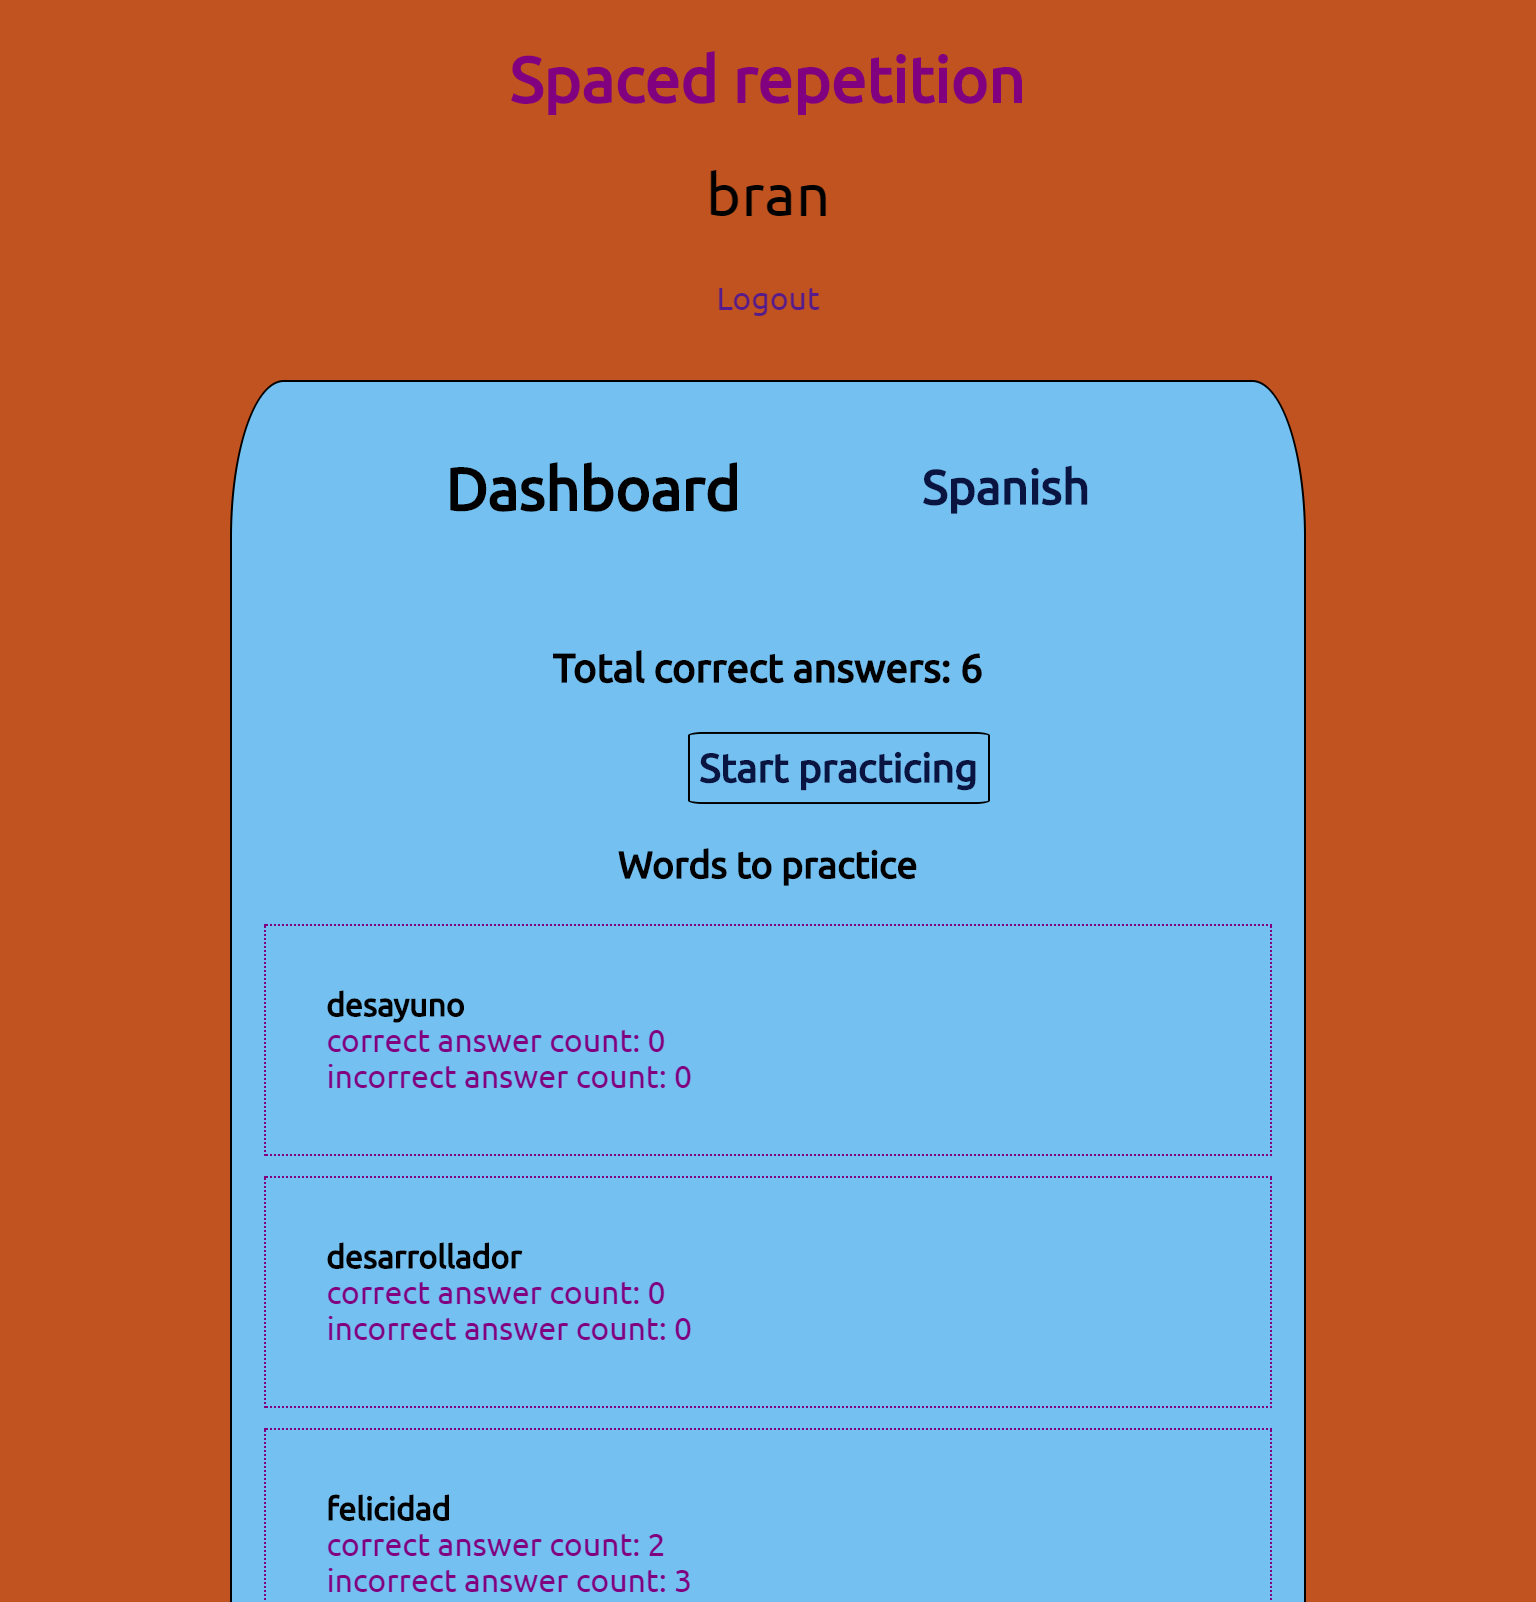 Spaced repetition
bran
Logout
Dashboard Spanish
Total correct answers: 6
Start practicing
Words to practice
desayuno
correct answer count: 0
incorrect answer count: 0
desarrollador
correct answer count: 0
incorrect answer count: 0
felicidad
correct answer count: 2
incorrect answer count: 3